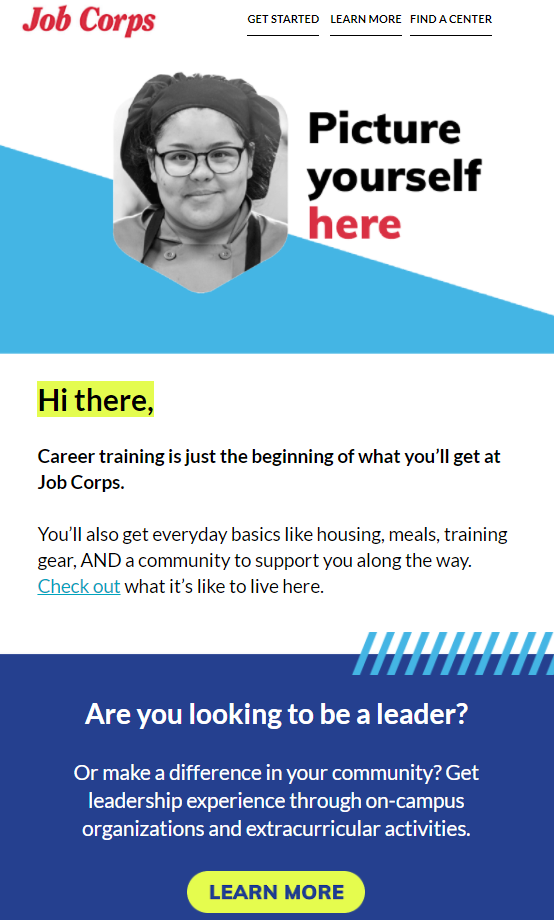 Job Corps
GET STARTED LEARN MORE FIND A CENTER
Picture
yourself
here
Hi there,
Career training is just the beginning of what you’ll get at
Job Corps.
You’ll also get everyday basics like housing, meals, training
gear, AND a community to support you along the way.
Check out what it’s like to live here.
Are you looking to be a leader?
Or make a difference in your community? Get
leadership experience through on-campus
organizations and extracurricular activities.
LEARN MORE